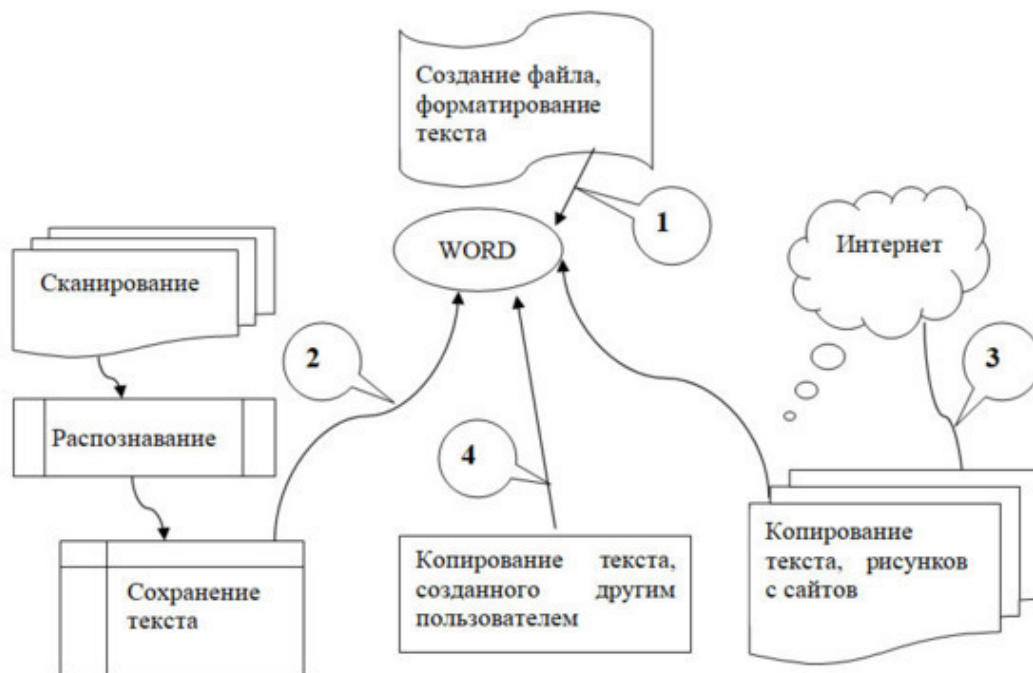 Создание файла,
форматирование
текста
1
WORD
Интернет
Сканирование
2
3
Распознавание
4
Сохранение
текста
Копирование текста,
созданного другим
пользователем
Копирование
текста, рисунков
с сайтов